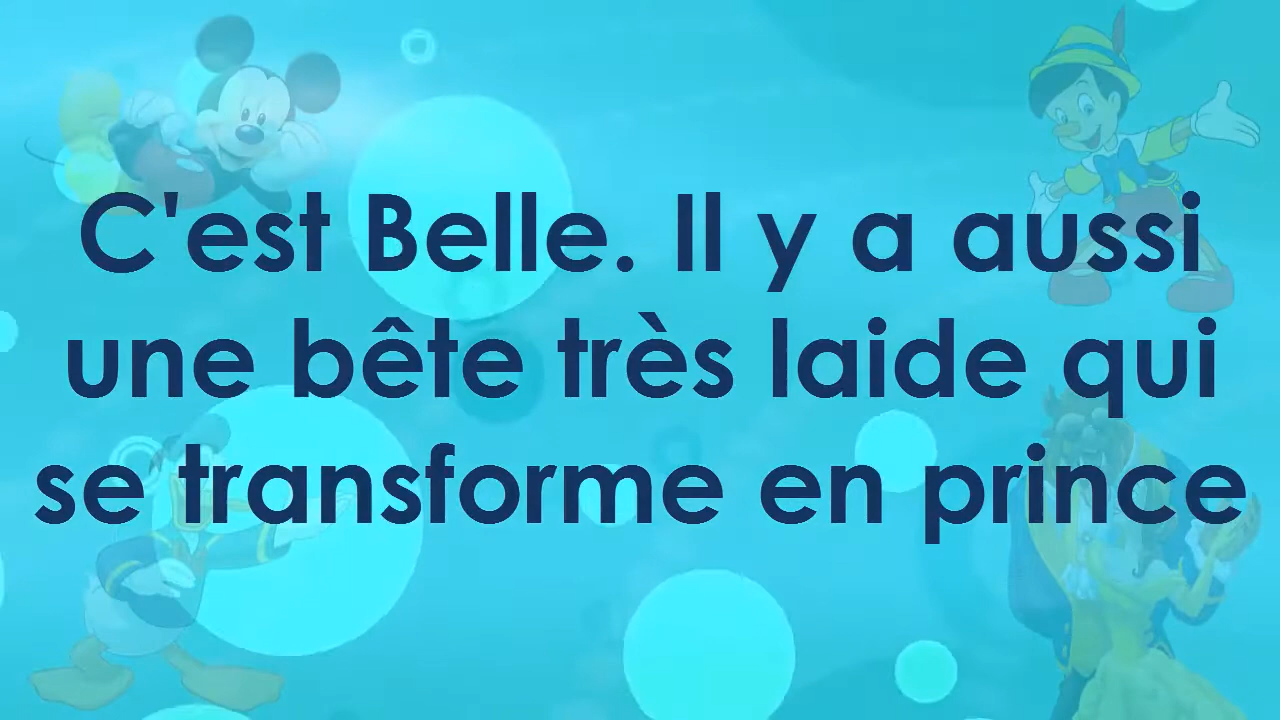 C'est Belle. Il y a aussi
une bête très laide qui
se transforme en prince